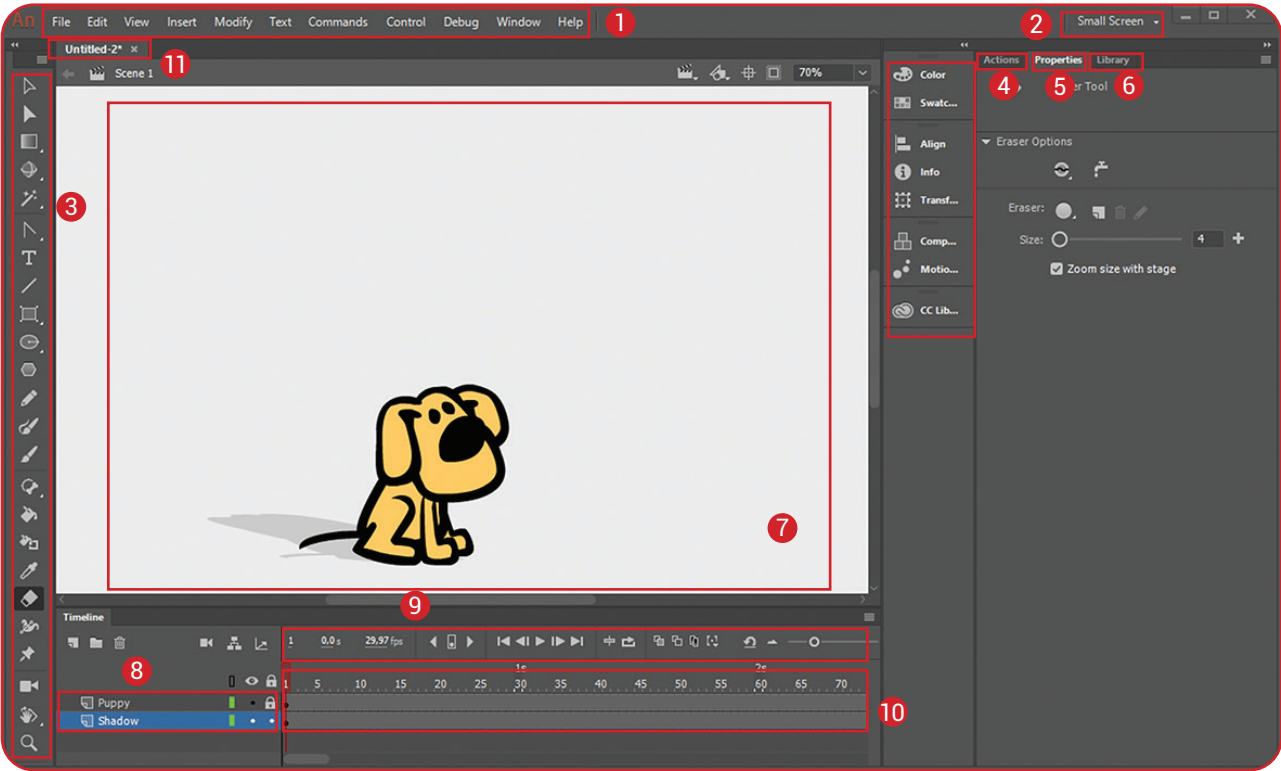 An File Edit View Insert Modify Text Commands Control Debug Window Help 1 2 Small Screen
Untitled-2* × 11
Scene 1 70%
3
Color
Swatc...
Align
Info
Transf...
Comp...
Motio...
CC Lib...
Actions Properties Library
4 5 er Tool 6
Eraser Options
Eraser:
Size: 4
Zoom size with stage
7
9
Timeline
1 0,0 s 29,97 fps
8
1s 2s
1 5 10 15 20 25 30 35 40 45 50 55 60 65 70
Puppy
Shadow
10